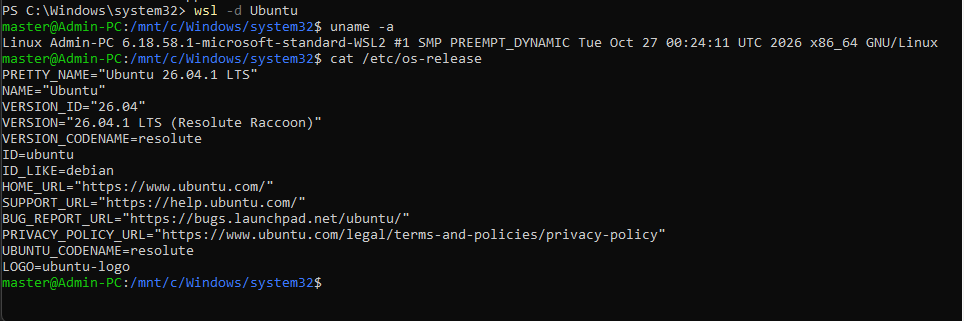 PS C:\Windows\system32> wsl -d Ubuntu
master@Admin-PC:/mnt/c/Windows/system32$ uname -a
Linux Admin-PC 6.18.58.1-microsoft-standard-WSL2 #1 SMP PREEMPT_DYNAMIC Tue Oct 27 00:24:11 UTC 2026 x86_64 GNU/Linux
master@Admin-PC:/mnt/c/Windows/system32$ cat /etc/os-release
PRETTY_NAME="Ubuntu 26.04.1 LTS"
NAME="Ubuntu"
VERSION_ID="26.04"
VERSION="26.04.1 LTS (Resolute Raccoon)"
VERSION_CODENAME=resolute
ID=ubuntu
ID_LIKE=debian
HOME_URL="https://www.ubuntu.com/"
SUPPORT_URL="https://help.ubuntu.com/"
BUG_REPORT_URL="https://bugs.launchpad.net/ubuntu/"
PRIVACY_POLICY_URL="https://www.ubuntu.com/legal/terms-and-policies/privacy-policy"
UBUNTU_CODENAME=resolute
LOGO=ubuntu-logo
master@Admin-PC:/mnt/c/Windows/system32$